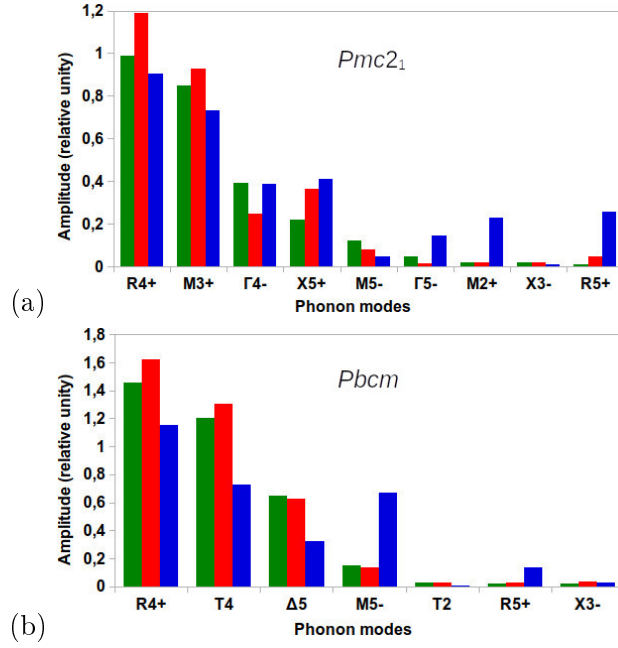 1,2
1
0,8
0,6
0,4
0,2
0
Amplitude (relative unity)
Pmc2₁
R4+ M3+ Γ4- X5+ M5- Γ5- M2+ X3- R5+
Phonon modes
(a)
1,8
1,6
1,4
1,2
1
0,8
0,6
0,4
0,2
0
Amplitude (relative unity)
Pbcm
R4+ T4 Δ5 M5- T2 R5+ X3-
Phonon modes
(b)